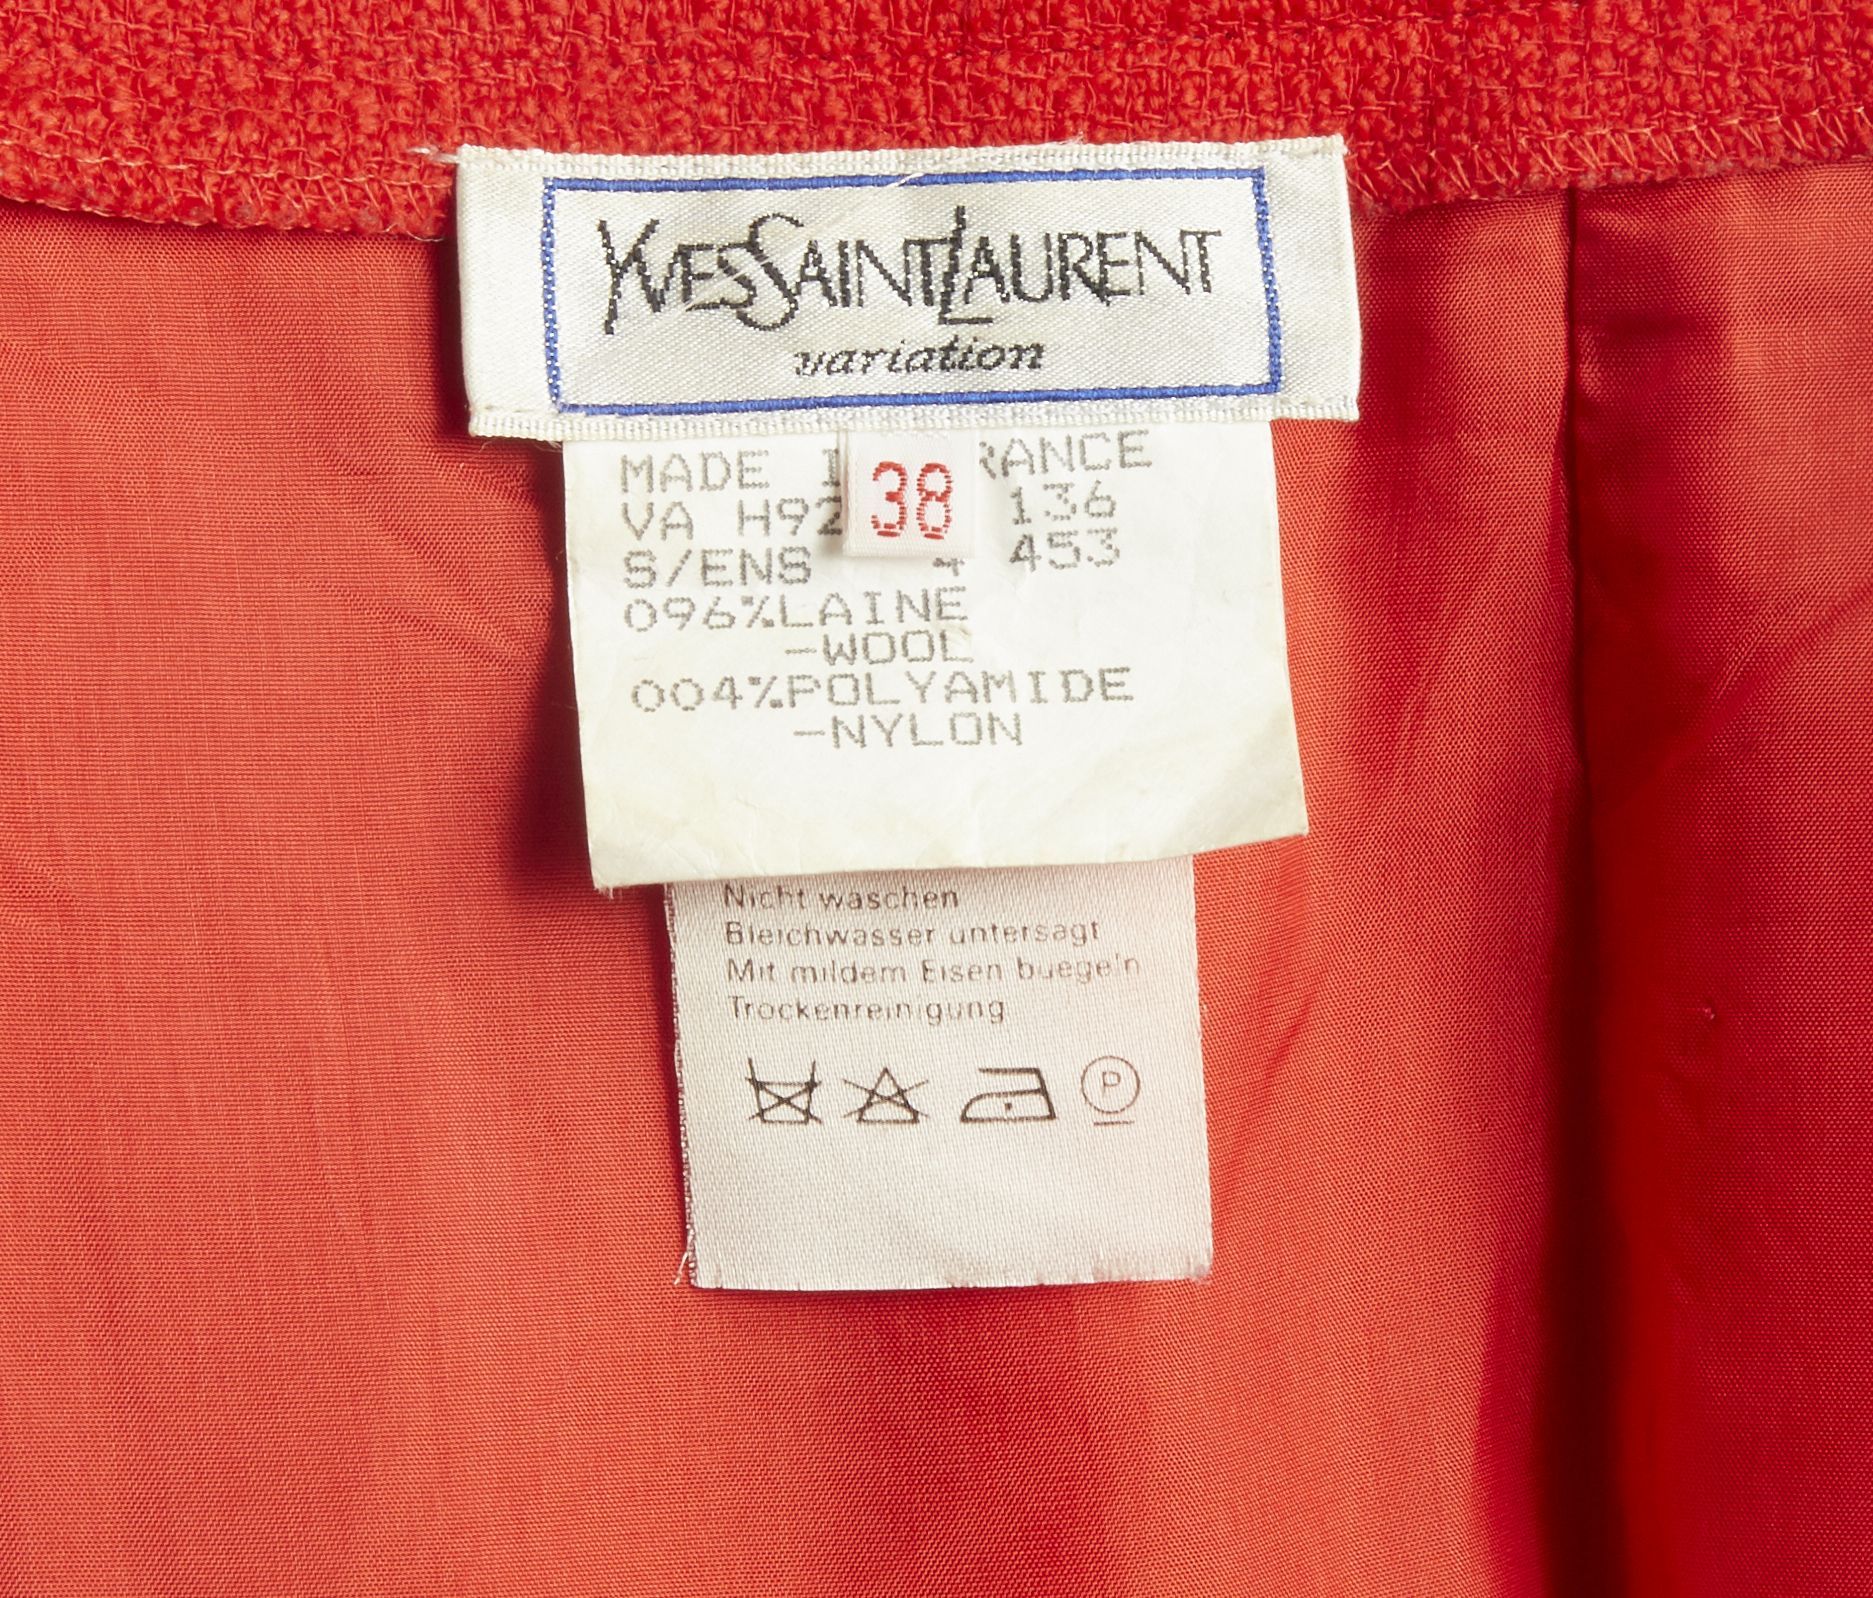 YVESSAINTLAURENT
variation
38
MADE
VA H92 136
S/ENS 4 453
096%LAINE
-WOOL
004%POLYAMIDE
-NYLON
Nicht waschen
Bleichwasser untersagt
Mit mildem Eisen buegeln
Trockenreinigung
P